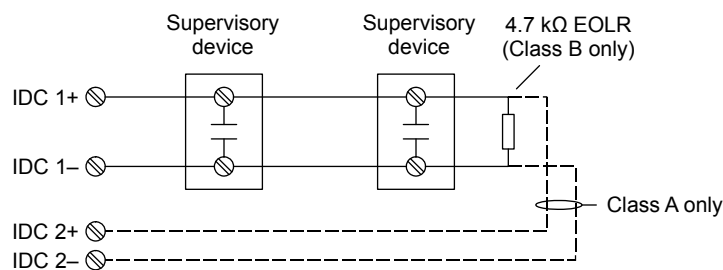 Supervisory
device
Supervisory
device
4.7 kΩ EOLR
(Class B only)
IDC 1+
IDC 1–
IDC 2+
IDC 2–
Class A only